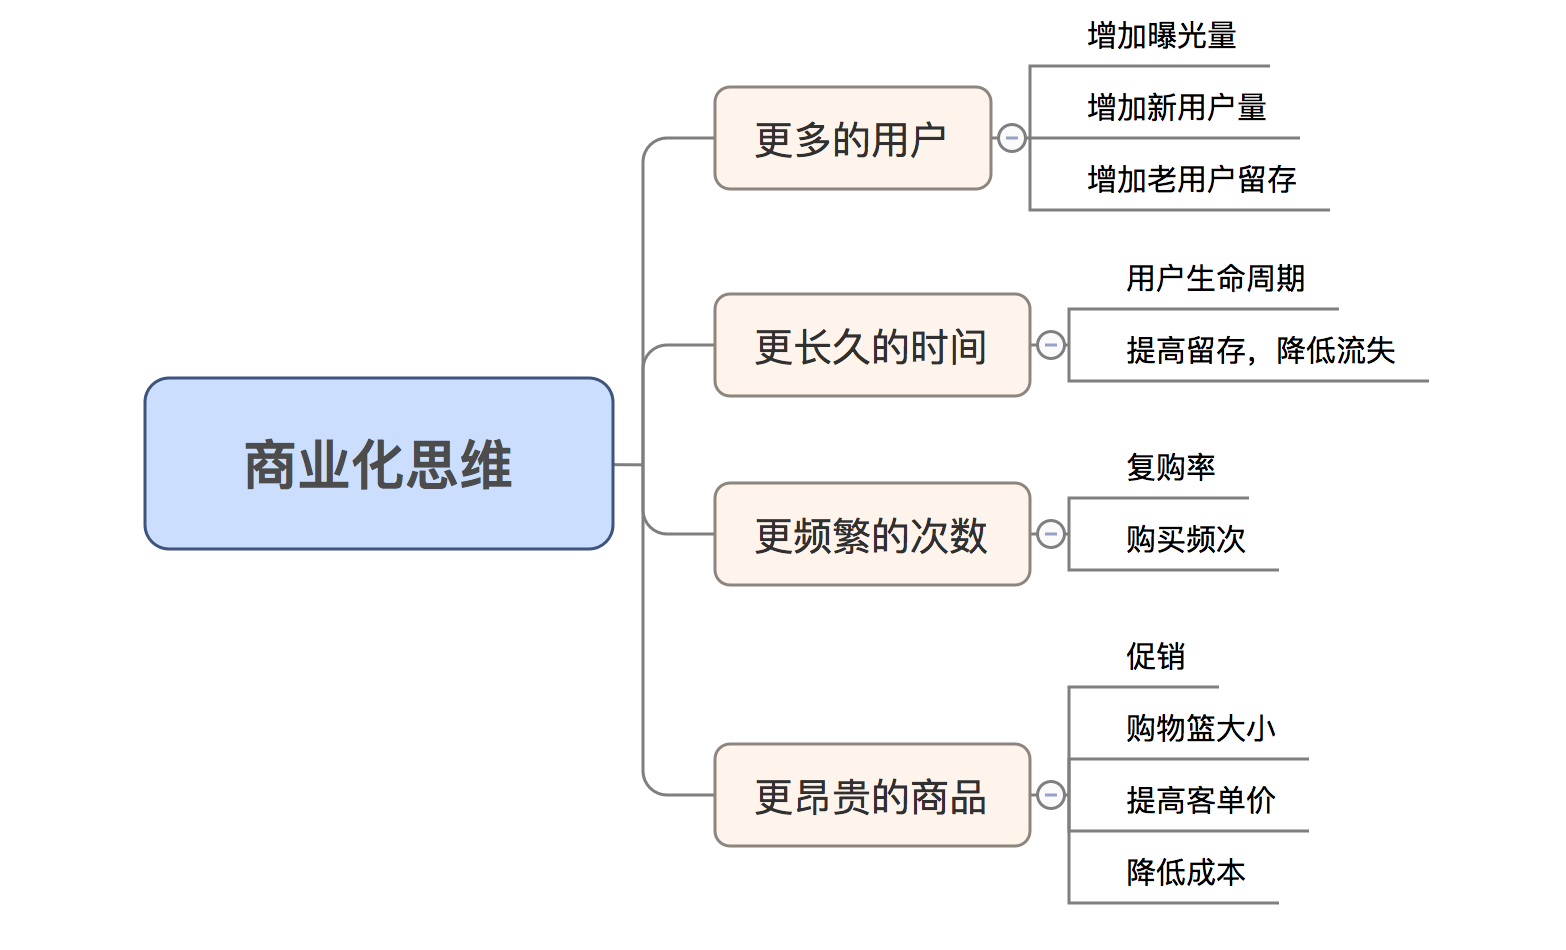 商业化思维
更多的用户
增加曝光量
增加新用户量
增加老用户留存
更长久的时间
用户生命周期
提高留存，降低流失
更频繁的次数
复购率
购买频次
更昂贵的商品
促销
购物篮大小
提高客单价
降低成本